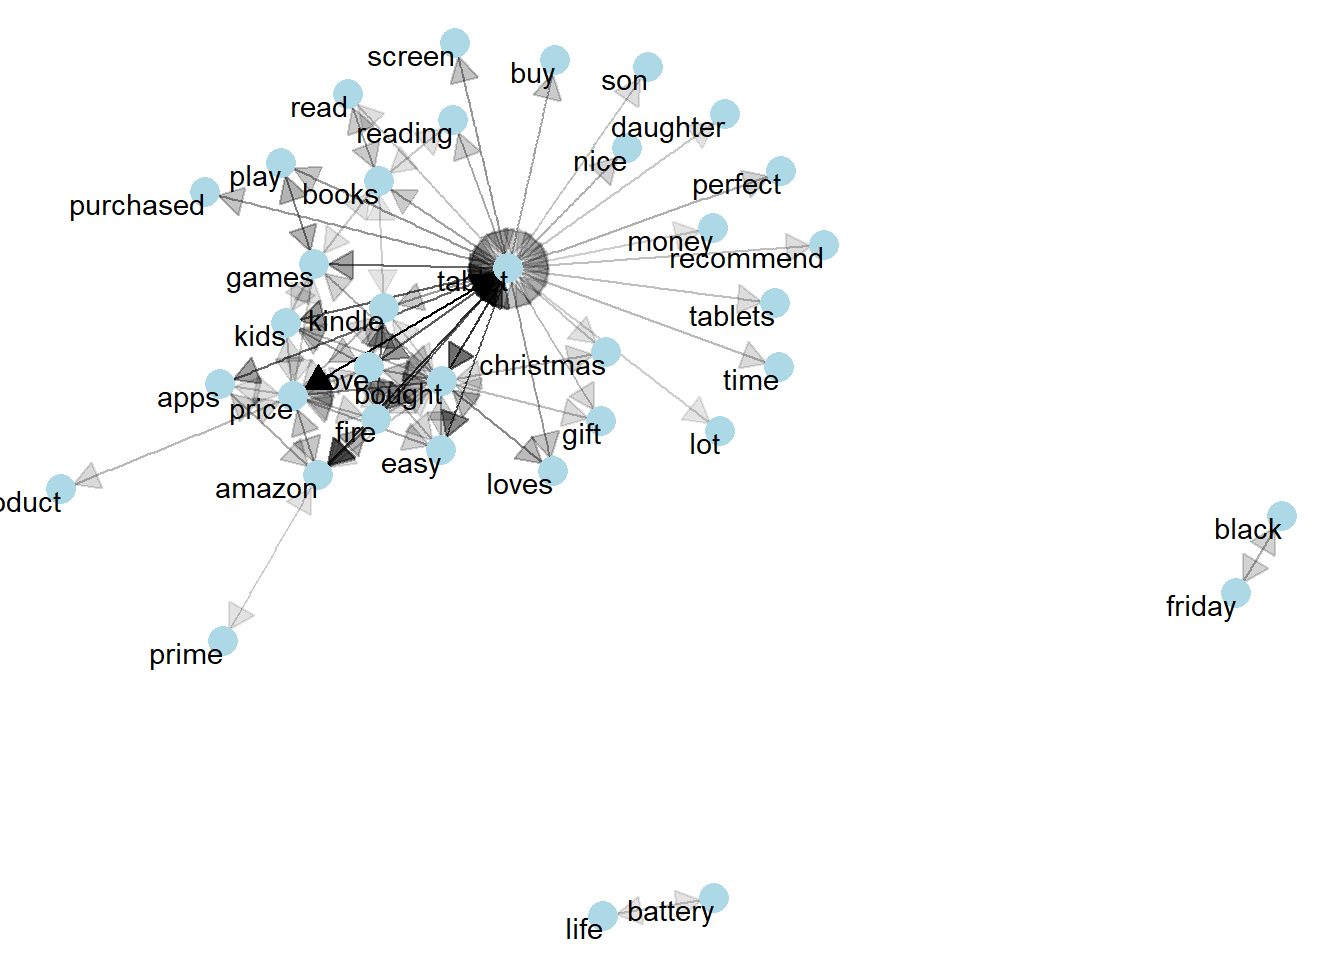 screen
buy
son
read
reading
daughter
nice
play
books
perfect
purchased
money
recommend
games
tablet
kids
kindle
tablets
christmas
time
apps
ove
bought
price
fire
gift
lot
easy
loves
amazon
oduct
black
friday
prime
battery
life